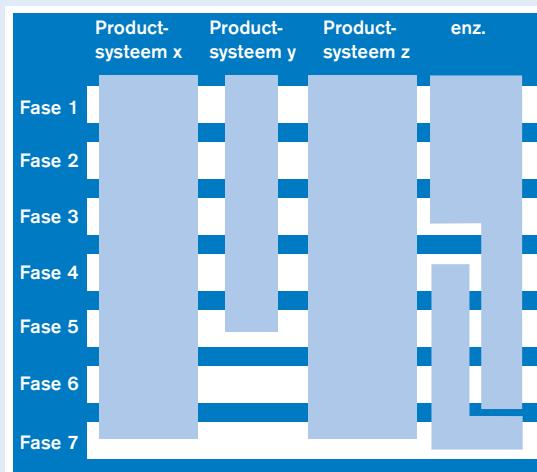 Product-
systeem x
Product-
systeem y
Product-
systeem z
enz.
Fase 1
Fase 2
Fase 3
Fase 4
Fase 5
Fase 6
Fase 7